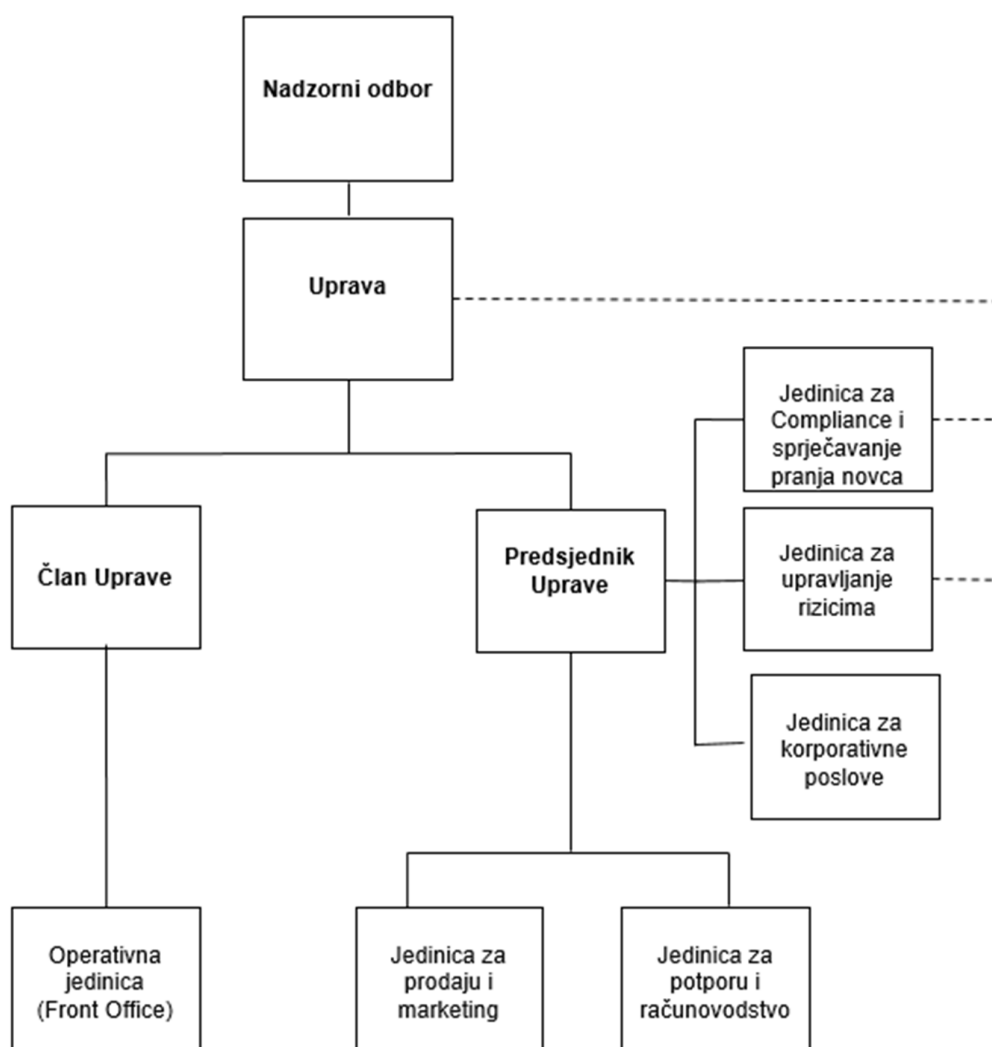 Nadzorni odbor
Uprava
Jedinica za
Compliance i
sprječavanje
pranja novca
Član Uprave
Predsjednik
Uprave
Jedinica za
upravljanje
rizicima
Jedinica za
korporativne
poslove
Operativna
jedinica
(Front Office)
Jedinica za
prodaju i
marketing
Jedinica za
potporu i
računovodstvo